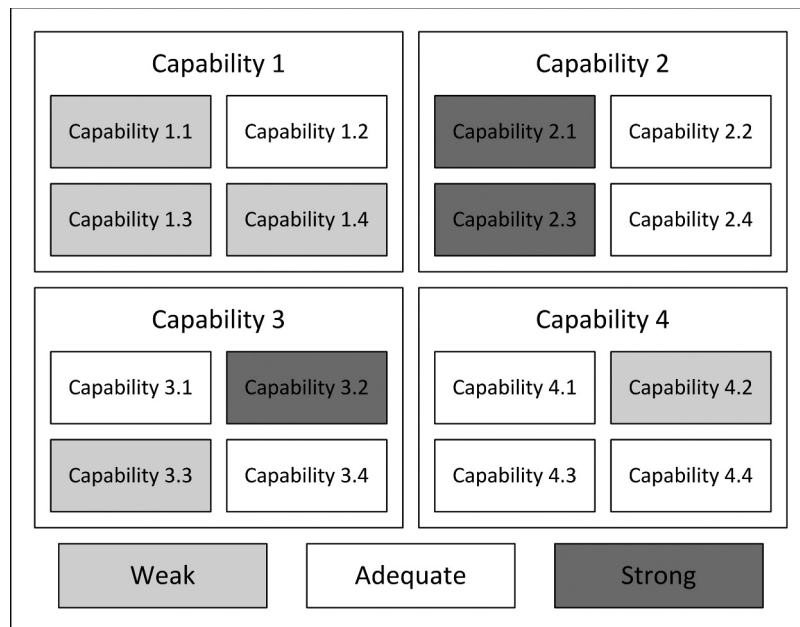 Capability 1
Capability 2
Capability 1.1
Capability 1.2
Capability 2.1
Capability 2.2
Capability 1.3
Capability 1.4
Capability 2.3
Capability 2.4
Capability 3
Capability 4
Capability 3.1
Capability 3.2
Capability 4.1
Capability 4.2
Capability 3.3
Capability 3.4
Capability 4.3
Capability 4.4
Weak
Adequate
Strong